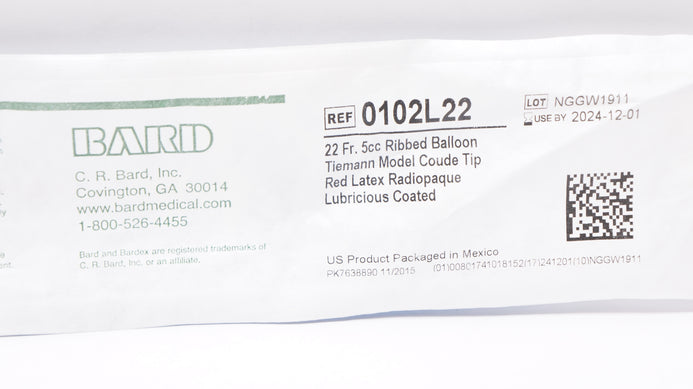 BARD
C. R. Bard, Inc.
Covington, GA 30014
www.bardmedical.com
1-800-526-4455
Bard and Bardex are registered trademarks of
C. R. Bard, Inc. or an affiliate.
REF 0102L22
22 Fr. 5cc Ribbed Balloon
Tiemann Model Coude Tip
Red Latex Radiopaque
Lubricious Coated
US Product Packaged in Mexico
PK7638890 11/2015 (01)00801741018152(17)241201(10)NGGW1911
LOT NGGW1911
USE BY 2024-12-01